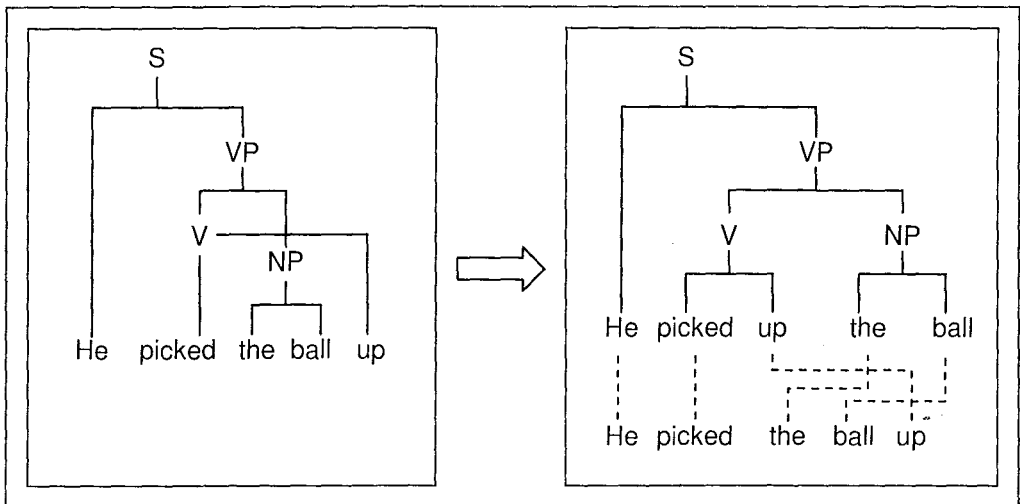 S
VP
V
NP
He picked the ball up
S
VP
V NP
He picked up the ball
He picked the ball up